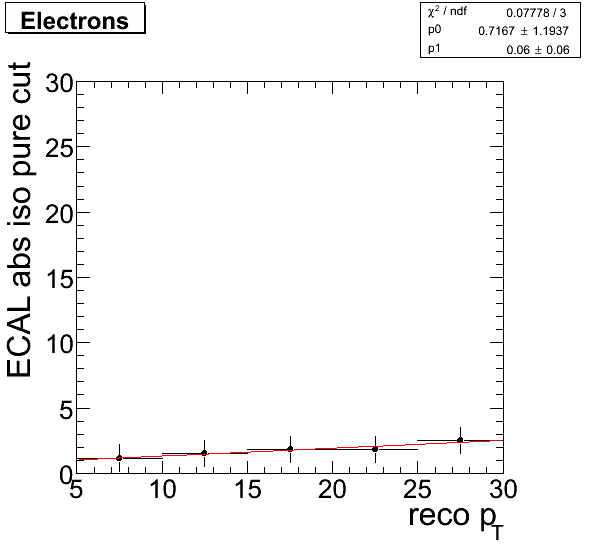 Electrons
χ² / ndf 0.07778 / 3
p0 0.7167 ± 1.1937
p1 0.06 ± 0.06
ECAL abs iso pure cut
30
25
20
15
10
5
0
5 10 15 20 25 30
reco p_T